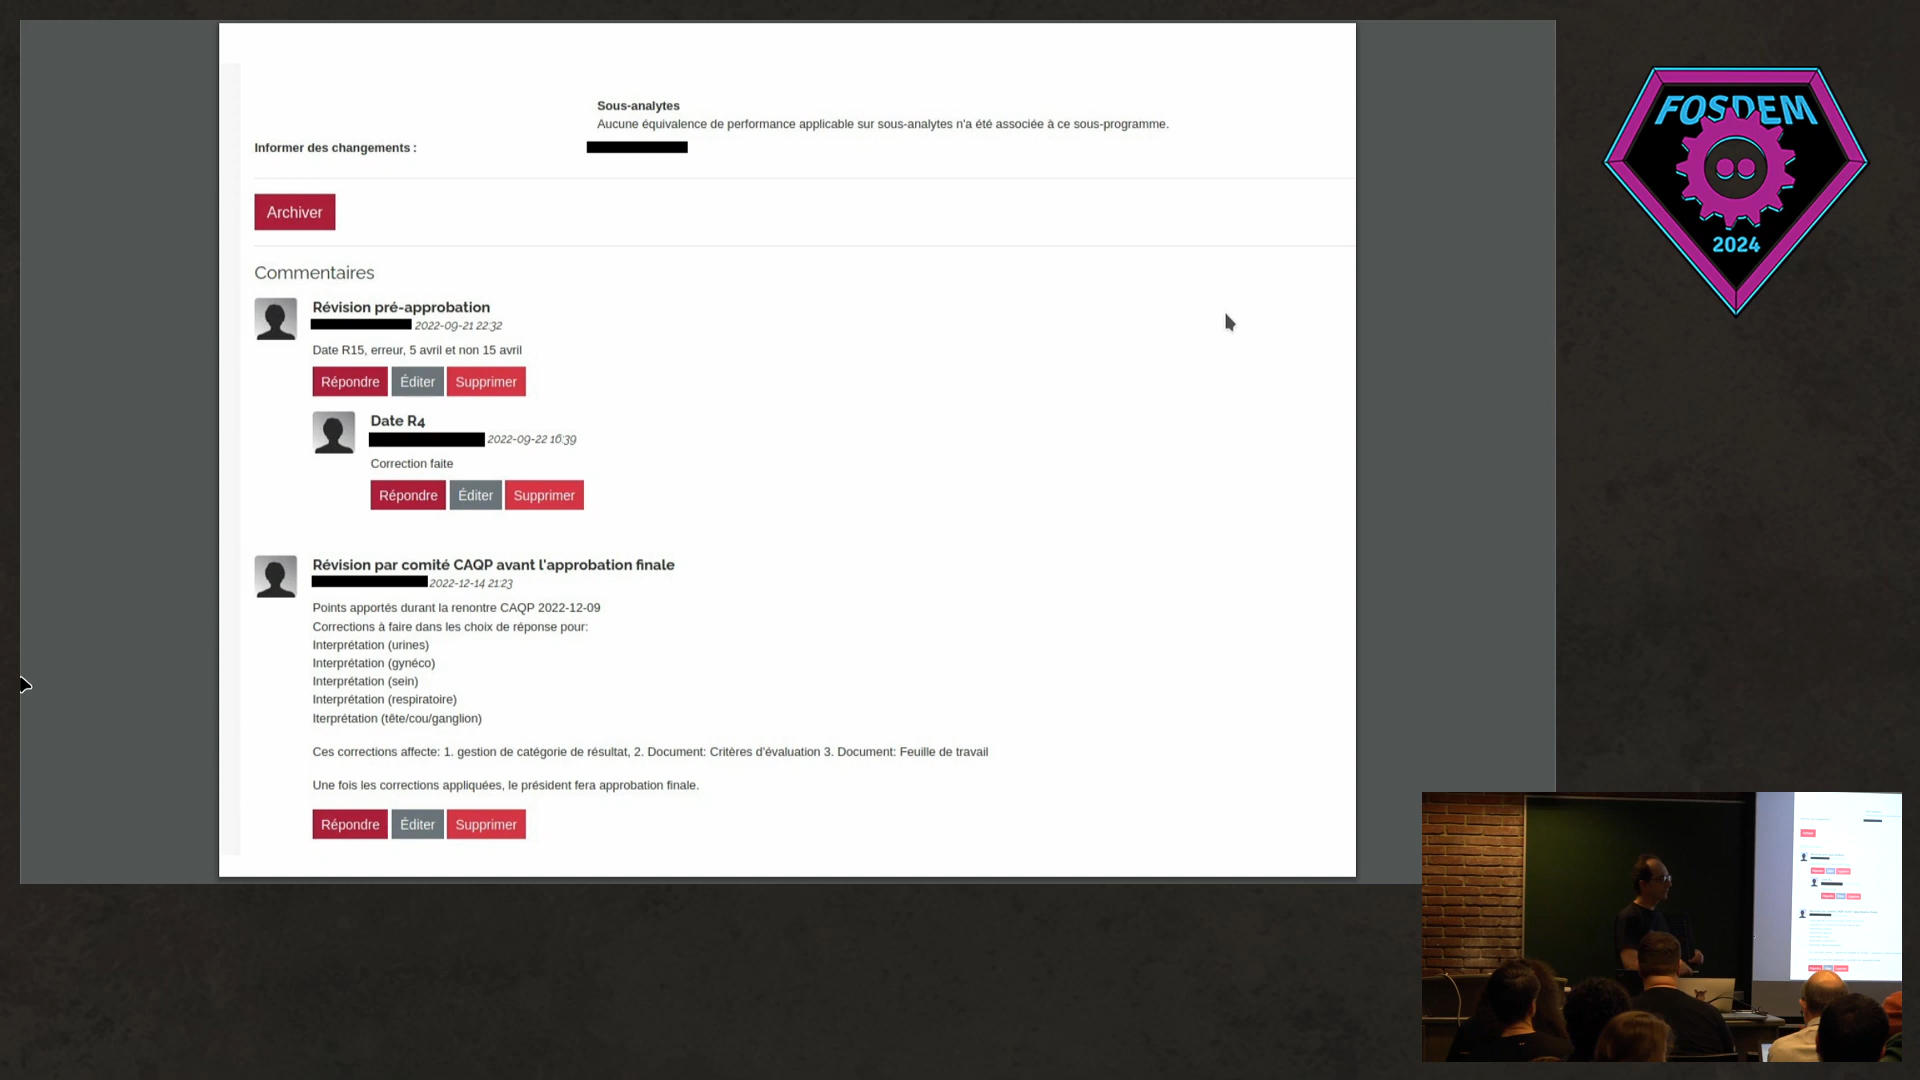 Sous-analytes
Aucune équivalence de performance applicable sur sous-analytes n'a été associée à ce sous-programme.
Informer des changements :
Archiver
Commentaires
Révision pré-approbation
2022-09-21 22:32
Date R15, erreur, 5 avril et non 15 avril
Répondre Éditer Supprimer
Date R4
2022-09-22 16:39
Correction faite
Répondre Éditer Supprimer
Révision par comité CAQP avant l'approbation finale
2022-12-14 21:23
Points apportés durant la renontre CAQP 2022-12-09
Corrections à faire dans les choix de réponse pour:
Interprétation (urines)
Interprétation (gynéco)
Interprétation (sein)
Interprétation (respiratoire)
Iterprétation (tête/cou/ganglion)
Ces corrections affecte: 1. gestion de catégorie de résultat, 2. Document: Critères d'évaluation 3. Document: Feuille de travail
Une fois les corrections appliquées, le président fera approbation finale.
Répondre Éditer Supprimer
FOSDEM
2024